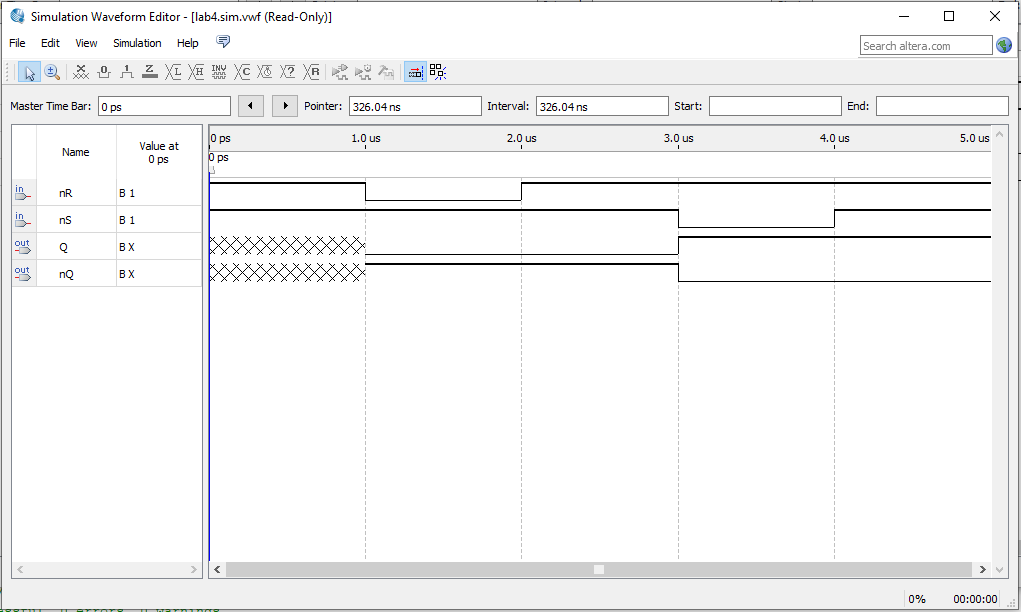 Simulation Waveform Editor - [lab4.sim.vwf (Read-Only)]
File Edit View Simulation Help
Search altera.com
Master Time Bar: 0 ps Pointer: 326.04 ns Interval: 326.04 ns Start: End:
Name Value at 0 ps
0 ps 1.0 us 2.0 us 3.0 us 4.0 us 5.0 us
0 ps
in nR B 1
in nS B 1
out Q B X
out nQ B X
0% 00:00:00